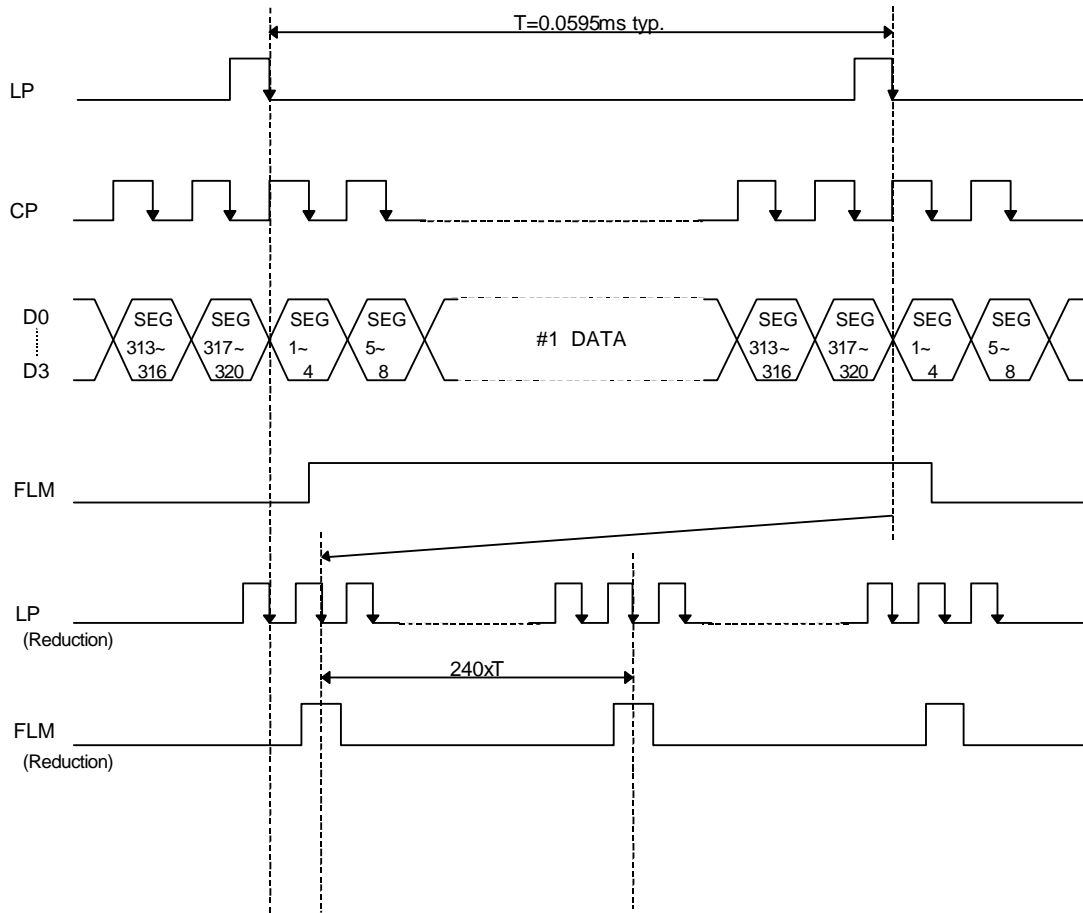 T=0.0595ms typ.
LP
CP
D0
D3
SEG 313~ 316
SEG 317~ 320
SEG 1~ 4
SEG 5~ 8
#1 DATA
SEG 313~ 316
SEG 317~ 320
SEG 1~ 4
SEG 5~ 8
FLM
LP
(Reduction)
240xT
FLM
(Reduction)